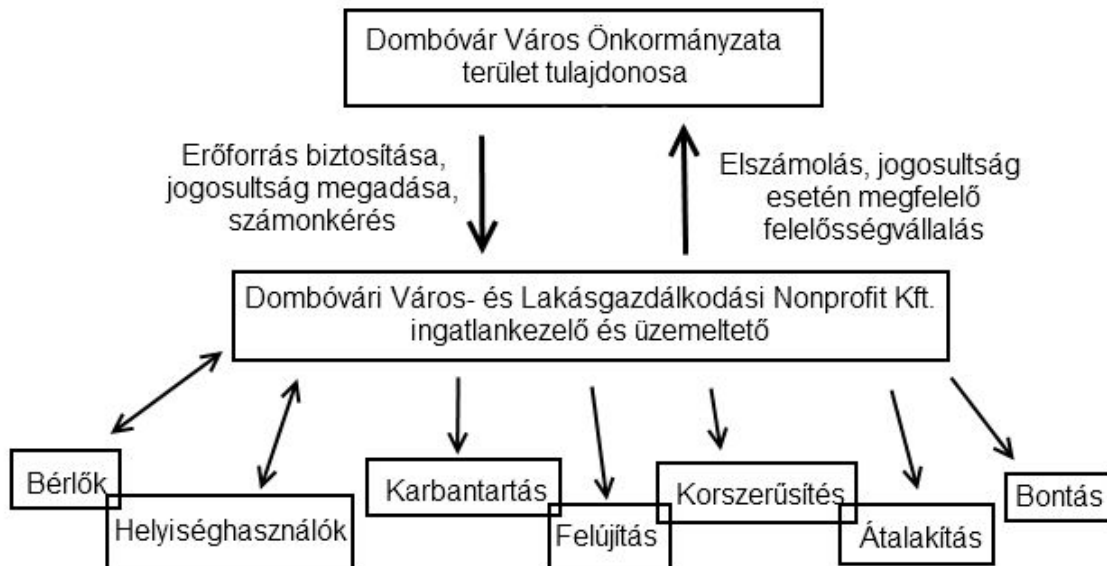 Dombóvár Város Önkormányzata
terület tulajdonosa
Erőforrás biztosítása,
jogosultság megadása,
számonkérés
Elszámolás, jogosultság
esetén megfelelő
felelősségvállalás
Dombóvári Város- és Lakásgazdálkodási Nonprofit Kft.
ingatlankezelő és üzemeltető
Bérlők
Helyiséghasználók
Karbantartás
Felújítás
Korszerűsítés
Átalakítás
Bontás